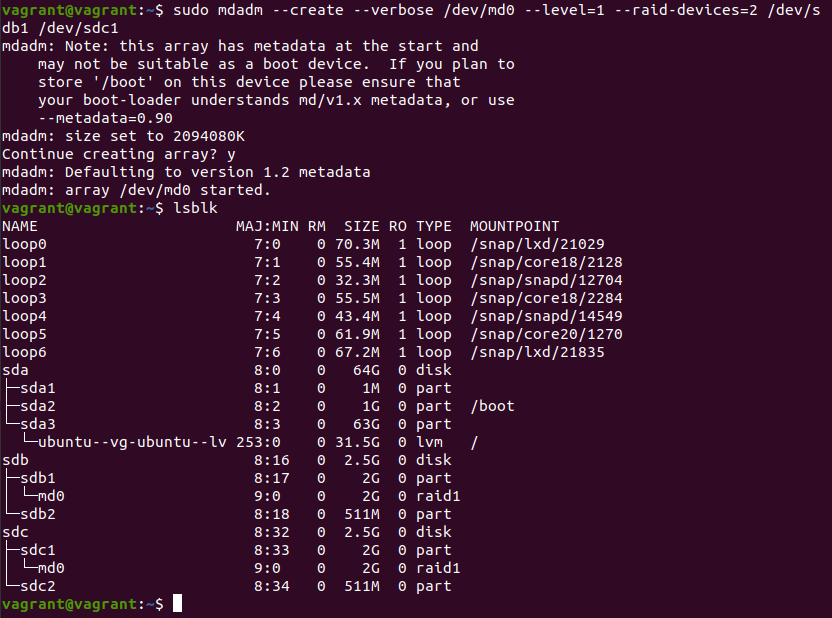 vagrant@vagrant:~$ sudo mdadm --create --verbose /dev/md0 --level=1 --raid-devices=2 /dev/s
db1 /dev/sdc1
mdadm: Note: this array has metadata at the start and
    may not be suitable as a boot device.  If you plan to
    store '/boot' on this device please ensure that
    your boot-loader understands md/v1.x metadata, or use
    --metadata=0.90
mdadm: size set to 2094080K
Continue creating array? y
mdadm: Defaulting to version 1.2 metadata
mdadm: array /dev/md0 started.
vagrant@vagrant:~$ lsblk
NAME                      MAJ:MIN RM  SIZE RO TYPE  MOUNTPOINT
loop0                       7:0    0 70.3M  1 loop  /snap/lxd/21029
loop1                       7:1    0 55.4M  1 loop  /snap/core18/2128
loop2                       7:2    0 32.3M  1 loop  /snap/snapd/12704
loop3                       7:3    0 55.5M  1 loop  /snap/core18/2284
loop4                       7:4    0 43.4M  1 loop  /snap/snapd/14549
loop5                       7:5    0 61.9M  1 loop  /snap/core20/1270
loop6                       7:6    0 67.2M  1 loop  /snap/lxd/21835
sda                         8:0    0   64G  0 disk
├─sda1                      8:1    0    1M  0 part
├─sda2                      8:2    0    1G  0 part  /boot
└─sda3                      8:3    0   63G  0 part
  └─ubuntu--vg-ubuntu--lv 253:0    0 31.5G  0 lvm   /
sdb                         8:16   0  2.5G  0 disk
├─sdb1                      8:17   0    2G  0 part
│ └─md0                     9:0    0    2G  0 raid1
└─sdb2                      8:18   0  511M  0 part
sdc                         8:32   0  2.5G  0 disk
├─sdc1                      8:33   0    2G  0 part
│ └─md0                     9:0    0    2G  0 raid1
└─sdc2                      8:34   0  511M  0 part
vagrant@vagrant:~$